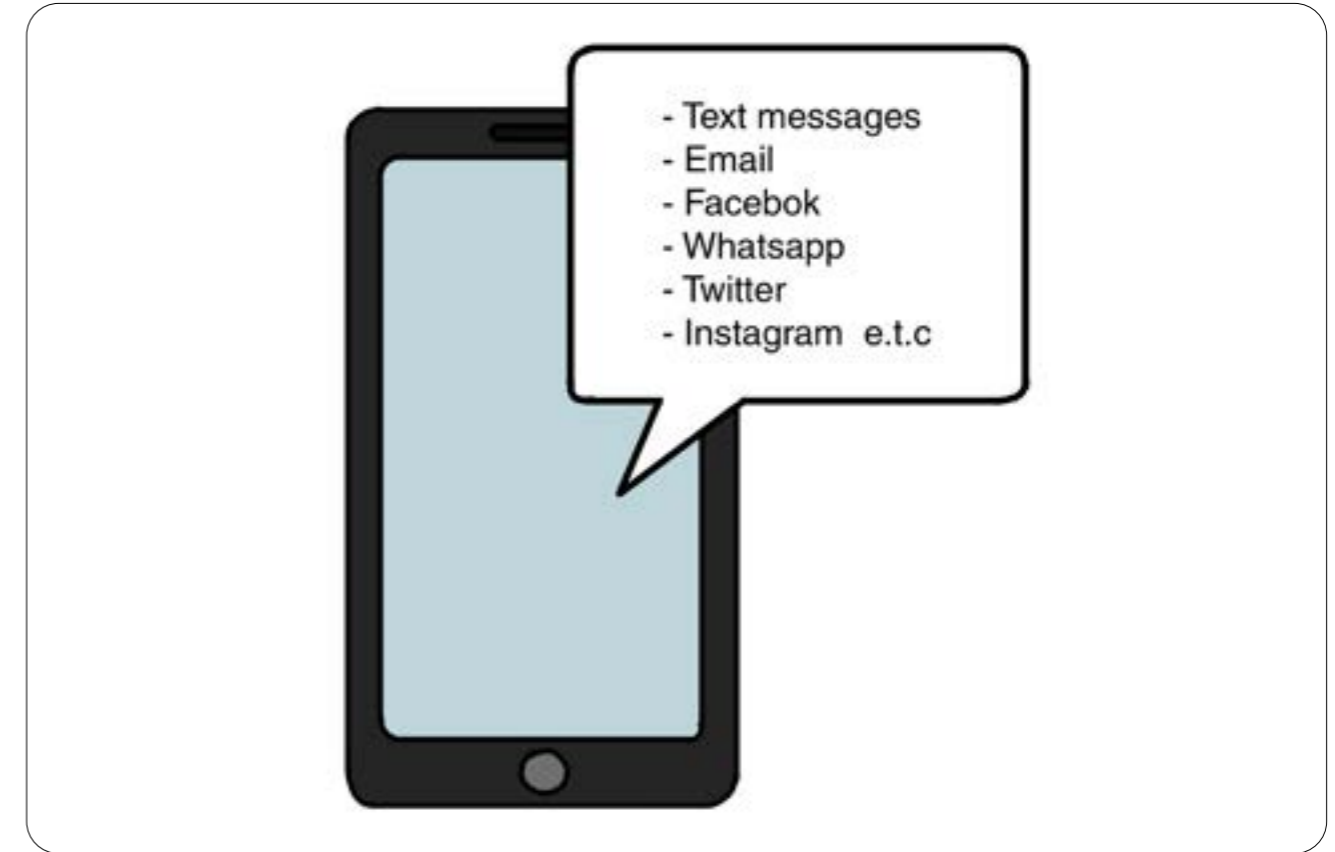 - Text messages
- Email
- Facebok
- Whatsapp
- Twitter
- Instagram  e.t.c